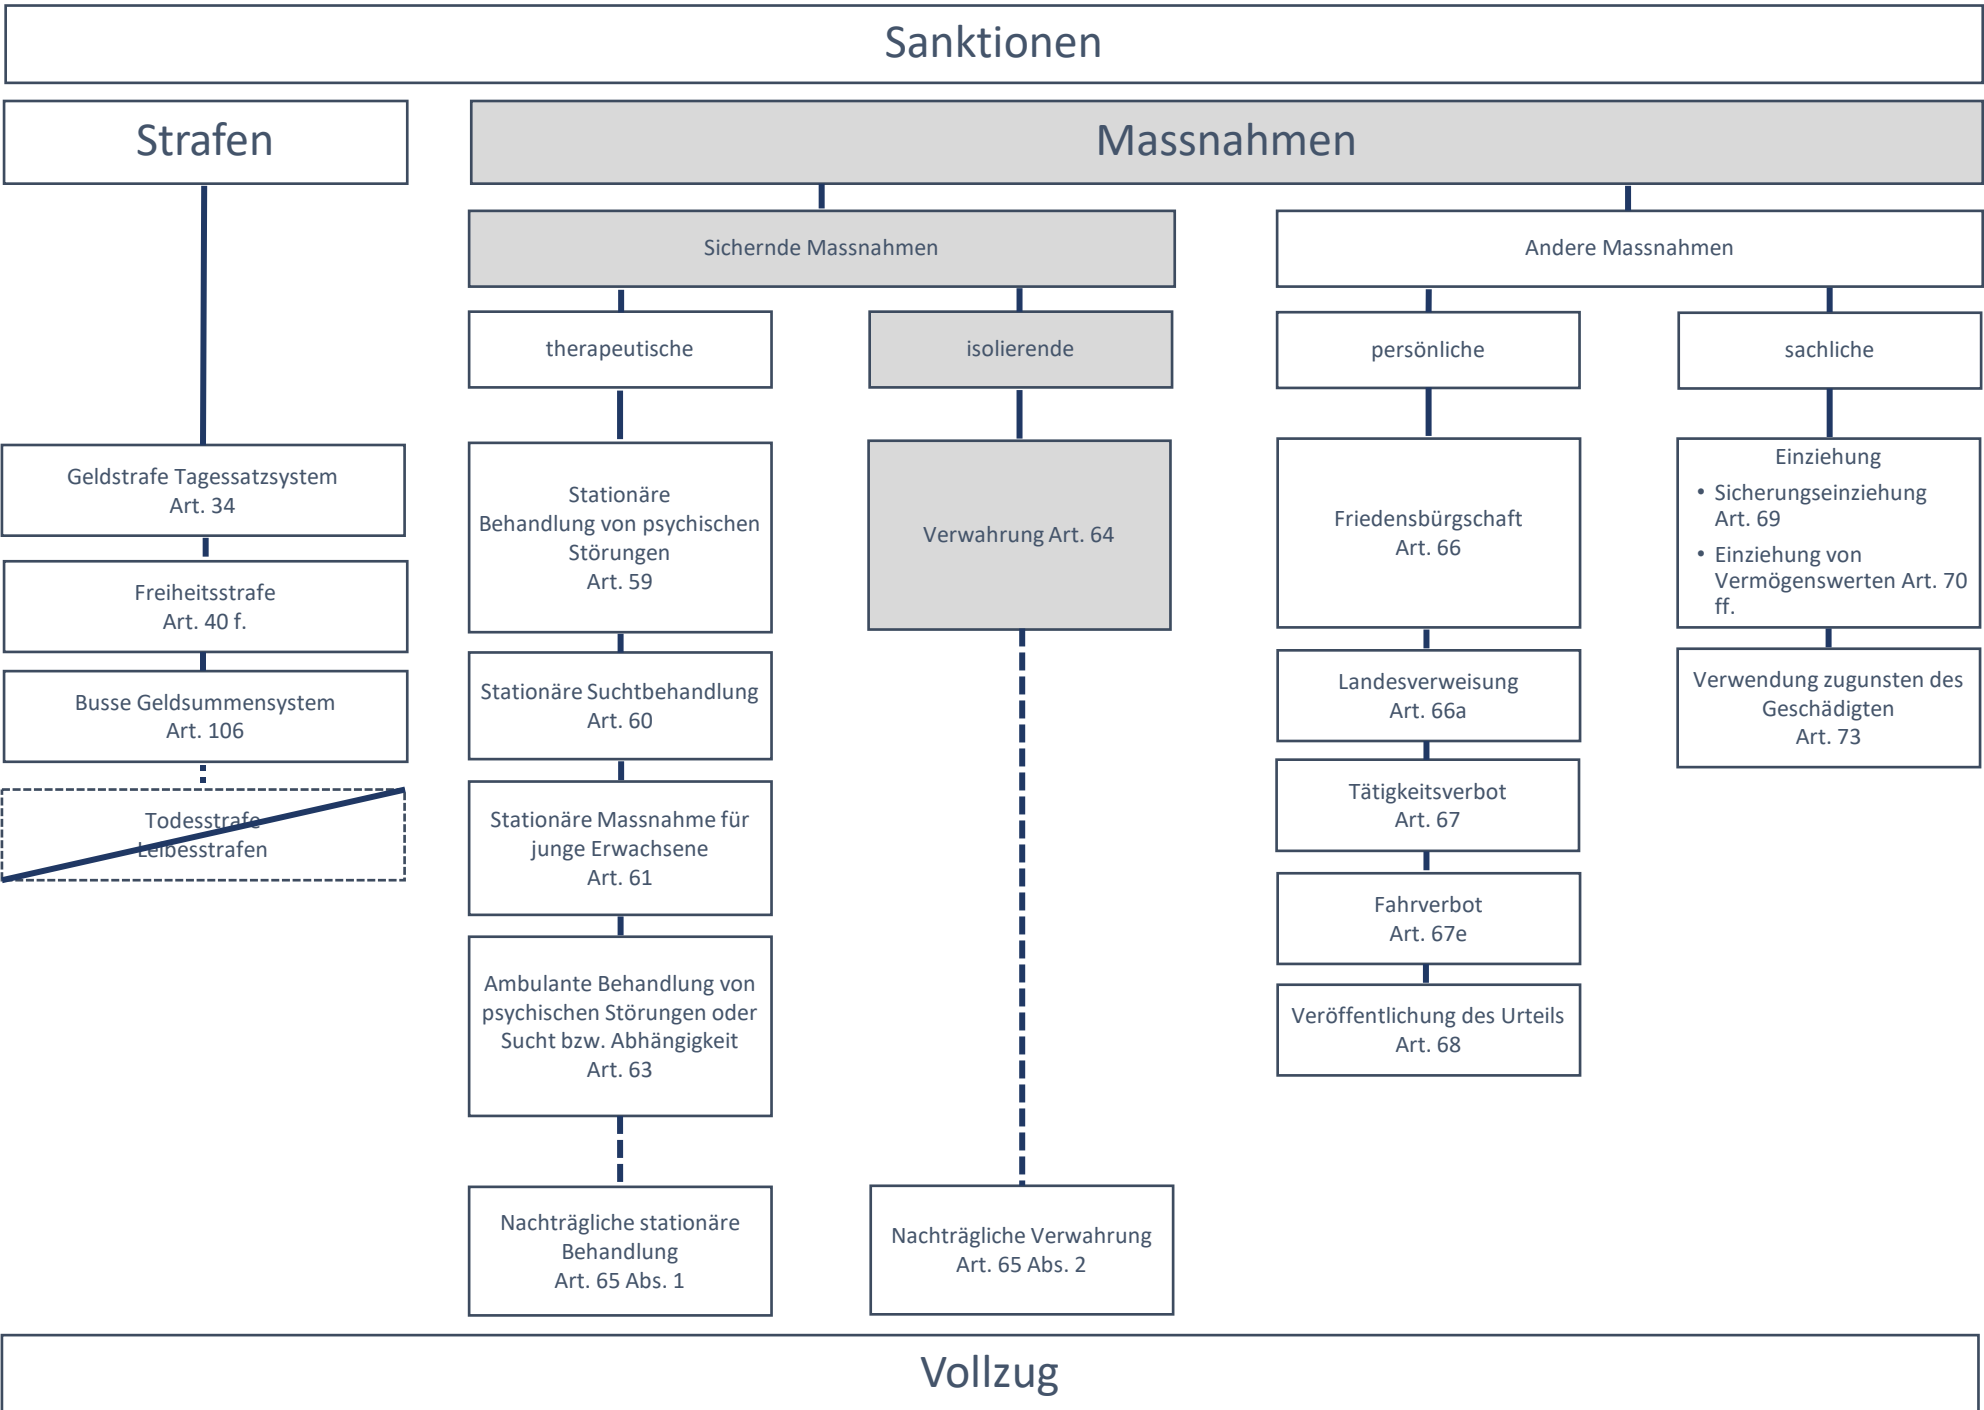 Sanktionen
Strafen
Massnahmen
Sichernde Massnahmen
Andere Massnahmen
therapeutische
isolierende
persönliche
sachliche
Geldstrafe Tagessatzsystem
Art. 34
Freiheitsstrafe
Art. 40 f.
Busse Geldsummensystem
Art. 106
Todesstrafe
Leibesstrafen
Stationäre
Behandlung von psychischen
Störungen
Art. 59
Stationäre Suchtbehandlung
Art. 60
Stationäre Massnahme für
junge Erwachsene
Art. 61
Ambulante Behandlung von
psychischen Störungen oder
Sucht bzw. Abhängigkeit
Art. 63
Nachträgliche stationäre
Behandlung
Art. 65 Abs. 1
Verwahrung Art. 64
Nachträgliche Verwahrung
Art. 65 Abs. 2
Friedensbürgschaft
Art. 66
Landesverweisung
Art. 66a
Tätigkeitsverbot
Art. 67
Fahrverbot
Art. 67e
Veröffentlichung des Urteils
Art. 68
Einziehung
• Sicherungseinziehung
Art. 69
• Einziehung von
Vermögenswerten Art. 70
ff.
Verwendung zugunsten des
Geschädigten
Art. 73
Vollzug